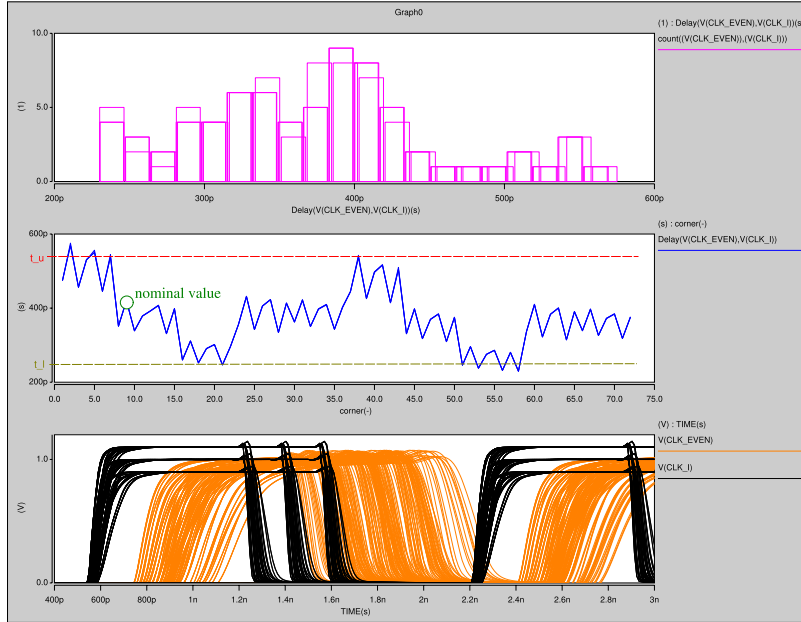 Graph0
(1) : Delay(V(CLK_EVEN),V(CLK_I))(s
count((V(CLK_EVEN)),(V(CLK_I)))
10.0
5.0
0.0
(1)
200p 300p 400p 500p 600p
Delay(V(CLK_EVEN),V(CLK_I))(s)
(s) : corner(-)
Delay(V(CLK_EVEN),V(CLK_I))
600p
t_u
nominal value
400p
(s)
t_l
200p
0.0 5.0 10.0 15.0 20.0 25.0 30.0 35.0 40.0 45.0 50.0 55.0 60.0 65.0 70.0 75.0
corner(-)
(V) : TIME(s)
V(CLK_EVEN)
V(CLK_I)
1.0
(V)
0.0
400p 600p 800p 1n 1.2n 1.4n 1.6n 1.8n 2n 2.2n 2.4n 2.6n 2.8n 3n
TIME(s)